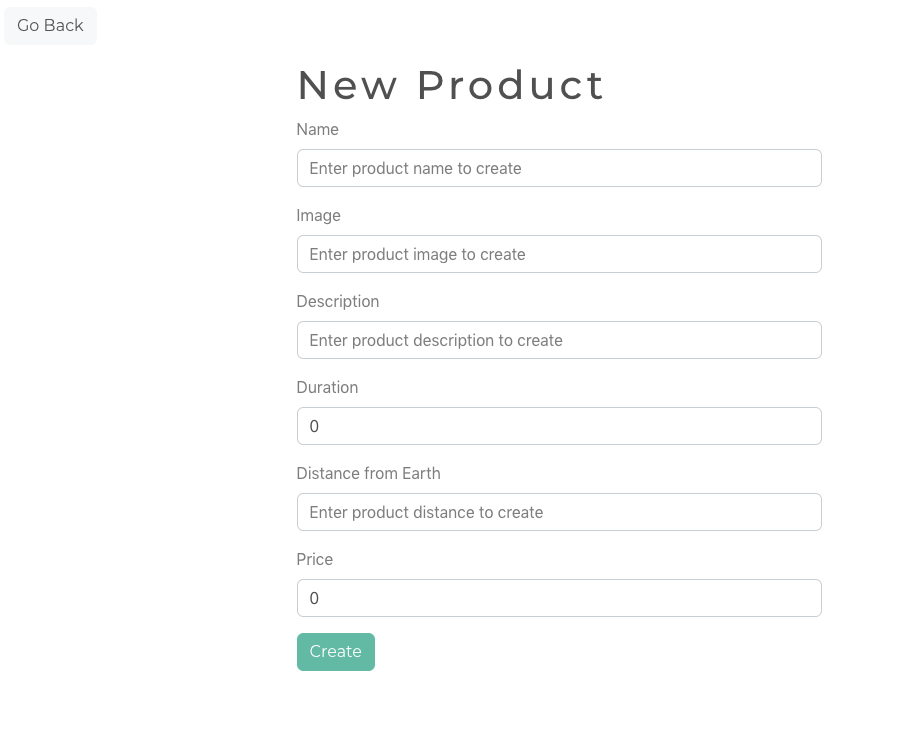 Go Back
New Product
Name
Enter product name to create
Image
Enter product image to create
Description
Enter product description to create
Duration
0
Distance from Earth
Enter product distance to create
Price
0
Create